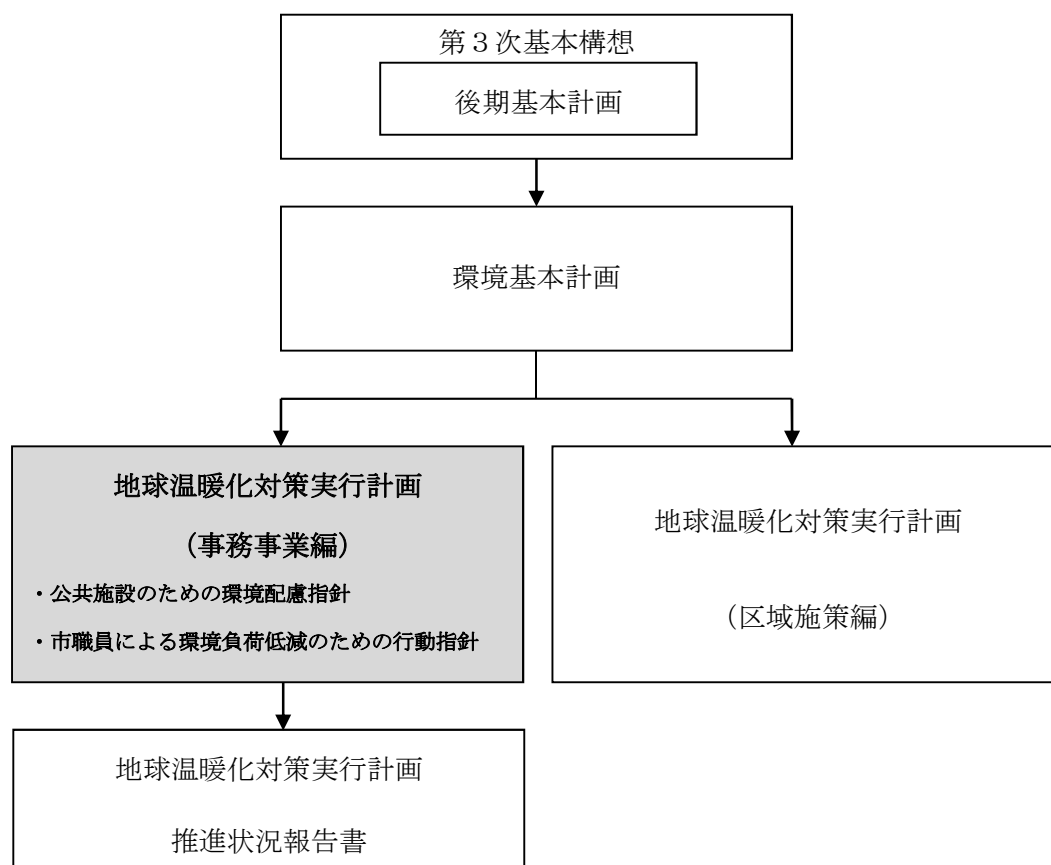 第３次基本構想
後期基本計画
環境基本計画
地球温暖化対策実行計画
（事務事業編）
・公共施設のための環境配慮指針
・市職員による環境負荷低減のための行動指針
地球温暖化対策実行計画
（区域施策編）
地球温暖化対策実行計画
推進状況報告書